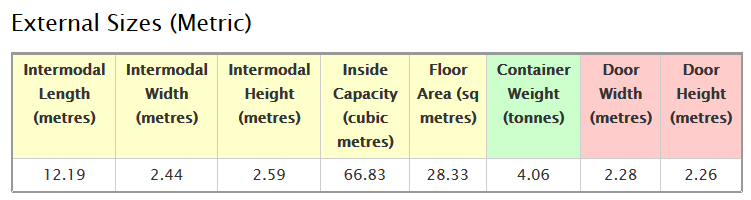 External Sizes (Metric)
Intermodal Intermodal Intermodal Inside Floor Container Door Door
Length Width Height Capacity Area (sq Weight Width Height
(metres) (metres) (metres) (cubic metres) (tonnes) (metres) (metres)
metres)
12.19 2.44 2.59 66.83 28.33 4.06 2.28 2.26